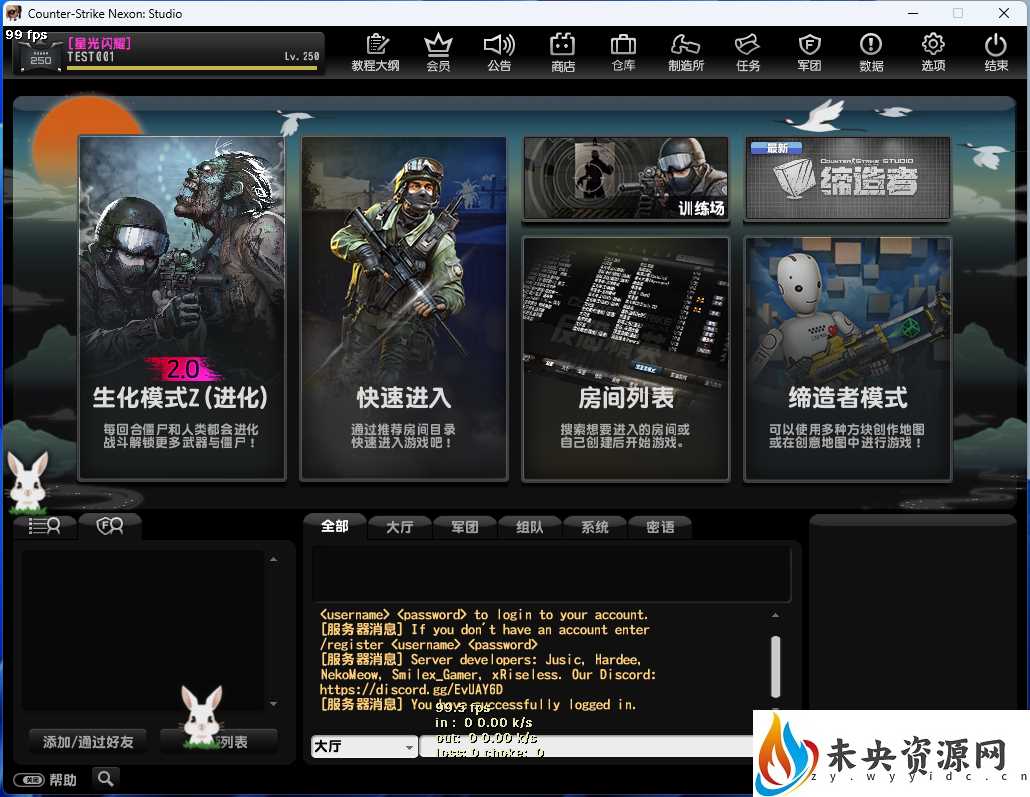 Counter-Strike Nexon: Studio
99 fps
250
[星光闪耀]
TEST001
Lv. 250
教程大纲
会员
公告
商店
仓库
制造所
任务
军团
数据
选项
结束
2.0
生化模式Z(进化)
每回合僵尸和人类都会进化
战斗解锁更多武器与僵尸！
快速进入
通过推荐房间目录
快速进入游戏吧！
训练场
房间列表
搜索想要进入的房间或
自己创建后开始游戏。
最新
COUNTER STRIKE STUDIO
缔造者
缔造者模式
可以使用多种方块创作地图
或在创意地图中进行游戏！
全部
大厅
军团
组队
系统
密语
<username> <password> to login to your account.
[服务器消息] If you don't have an account enter
/register <username> <password>
[服务器消息] Server developers: Jusic, Hardee,
NekoMeow, Smilex_Gamer, xRiseless. Our Discord:
https://discord.gg/EvUAY6D
[服务器消息] You successfully logged in.
99.5 fps
in : 0 0.00 k/s
out: 0 0.00 k/s
loss: 0 choke: 0
添加/通过好友
列表
大厅
帮助
未央资源网
zy.wyyidc.cn